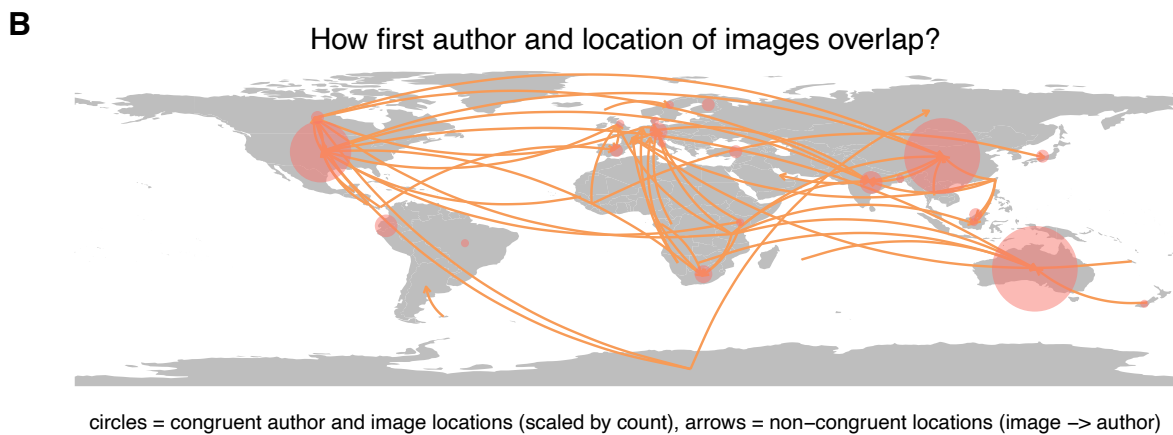 B
How first author and location of images overlap?
circles = congruent author and image locations (scaled by count), arrows = non−congruent locations (image −> author)